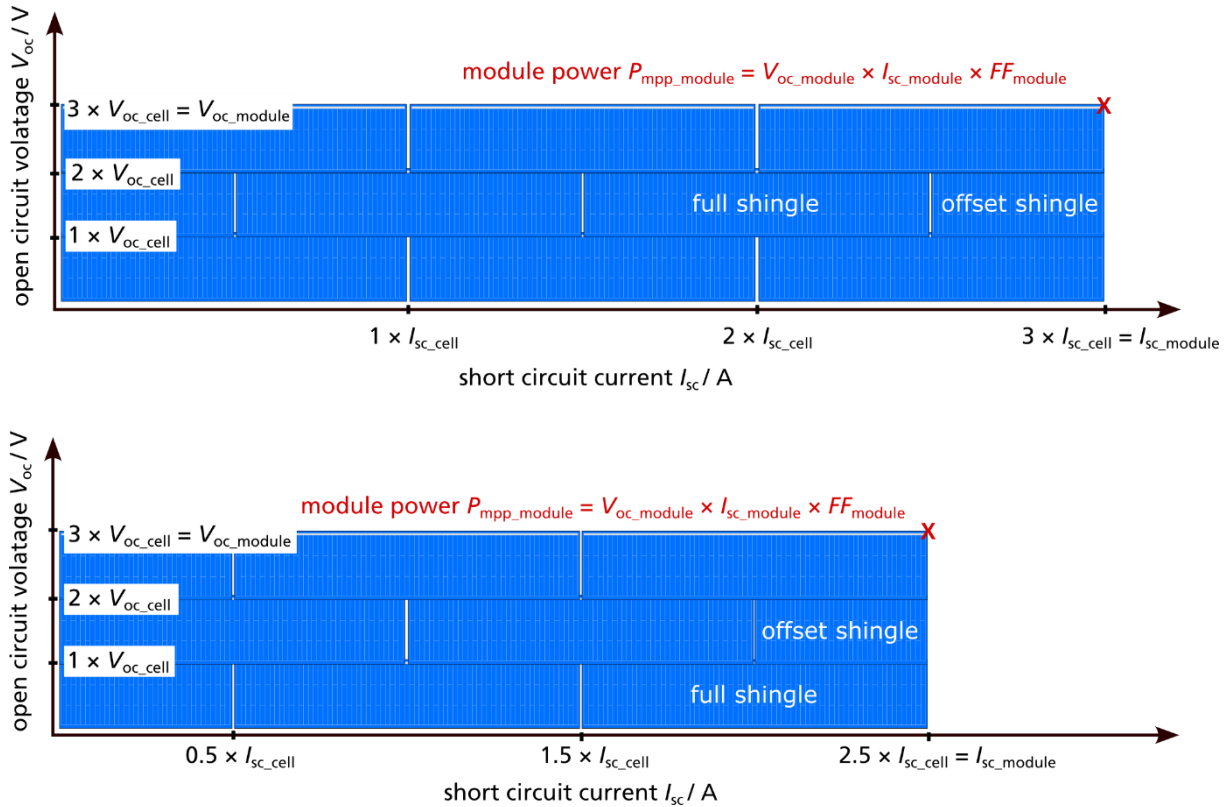 open circuit volatage Voc / V
module power Pmpp_module = Voc_module × Isc_module × FFmodule
3 × Voc_cell = Voc_module
X
2 × Voc_cell
full shingle
offset shingle
1 × Voc_cell
1 × Isc_cell
2 × Isc_cell
3 × Isc_cell = Isc_module
short circuit current Isc / A
open circuit volatage Voc / V
module power Pmpp_module = Voc_module × Isc_module × FFmodule
3 × Voc_cell = Voc_module
X
2 × Voc_cell
offset shingle
1 × Voc_cell
full shingle
0.5 × Isc_cell
1.5 × Isc_cell
2.5 × Isc_cell = Isc_module
short circuit current Isc / A